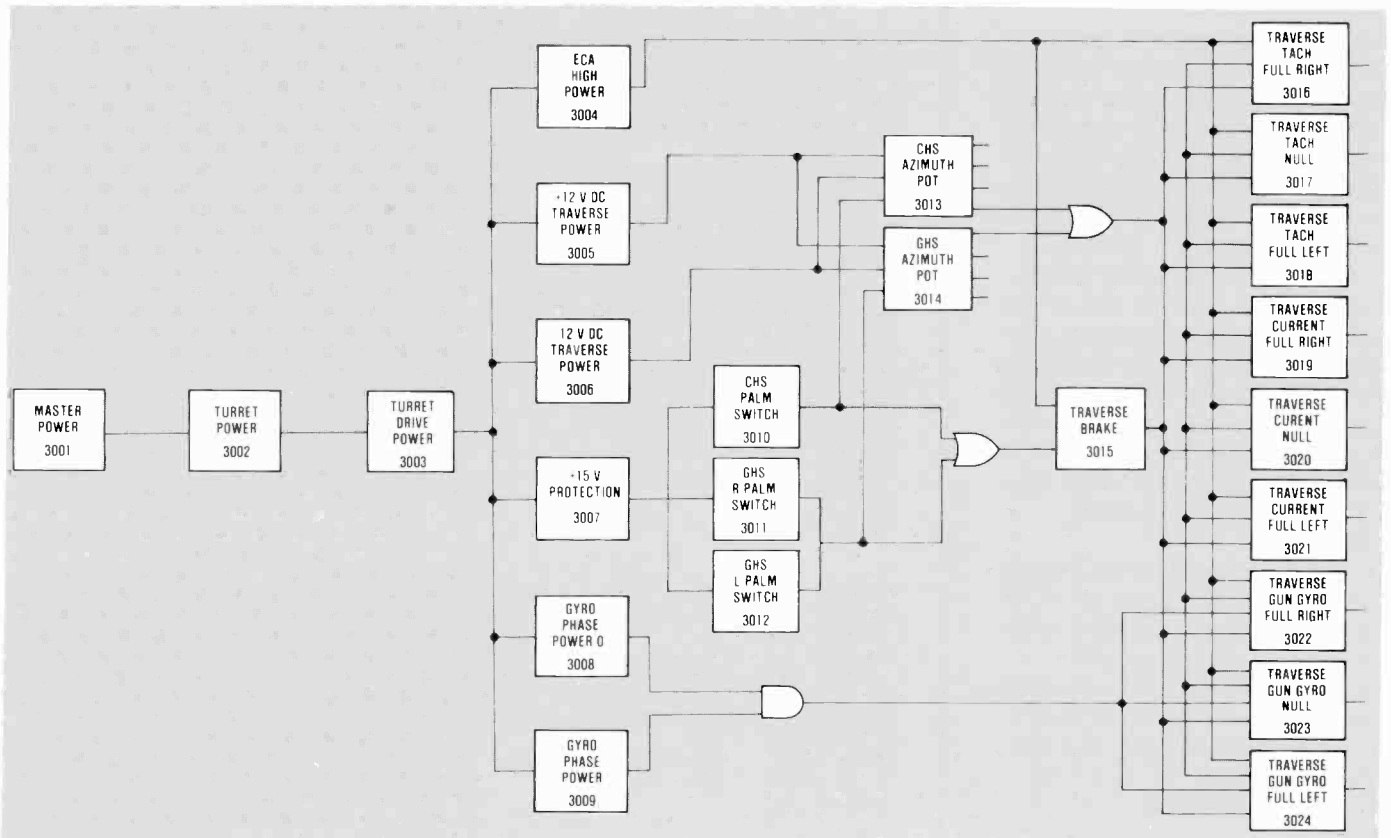 ECA
HIGH
POWER
3004
+12 V DC
TRAVERSE
POWER
3005
12 V DC
TRAVERSE
POWER
3006
MASTER
POWER
3001
TURRET
POWER
3002
TURRET
DRIVE
POWER
3003
+15 V
PROTECTION
3007
GYRO
PHASE
POWER 0
3008
GYRO
PHASE
POWER
3009
CHS
PALM
SWITCH
3010
GHS
R PALM
SWITCH
3011
GHS
L PALM
SWITCH
3012
CHS
AZIMUTH
POT
3013
GHS
AZIMUTH
POT
3014
TRAVERSE
BRAKE
3015
TRAVERSE
TACH
FULL RIGHT
3016
TRAVERSE
TACH
NULL
3017
TRAVERSE
TACH
FULL LEFT
3018
TRAVERSE
CURRENT
FULL RIGHT
3019
TRAVERSE
CURENT
NULL
3020
TRAVERSE
CURRENT
FULL LEFT
3021
TRAVERSE
GUN GYRO
FULL RIGHT
3022
TRAVERSE
GUN GYRO
NULL
3023
TRAVERSE
GUN GYRO
FULL LEFT
3024